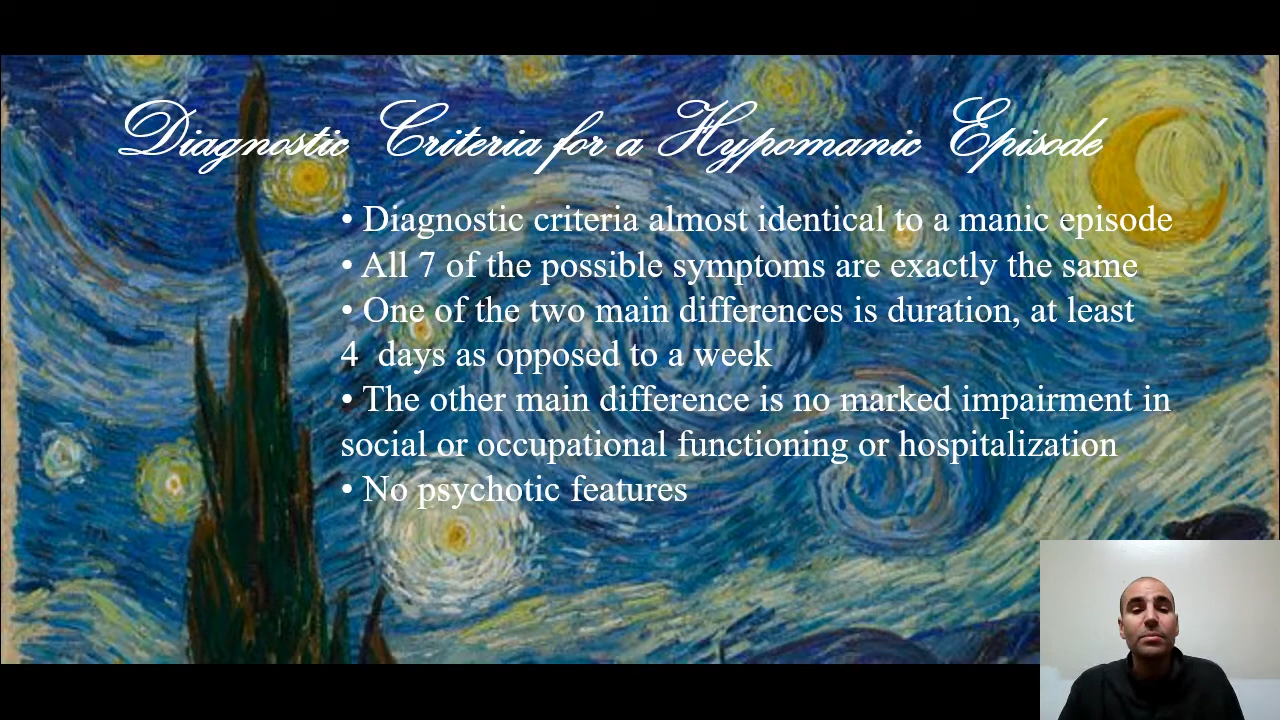 Diagnostic Criteria for a Hypomanic Episode
• Diagnostic criteria almost identical to a manic episode
• All 7 of the possible symptoms are exactly the same
• One of the two main differences is duration, at least
4  days as opposed to a week
• The other main difference is no marked impairment in
social or occupational functioning or hospitalization
• No psychotic features